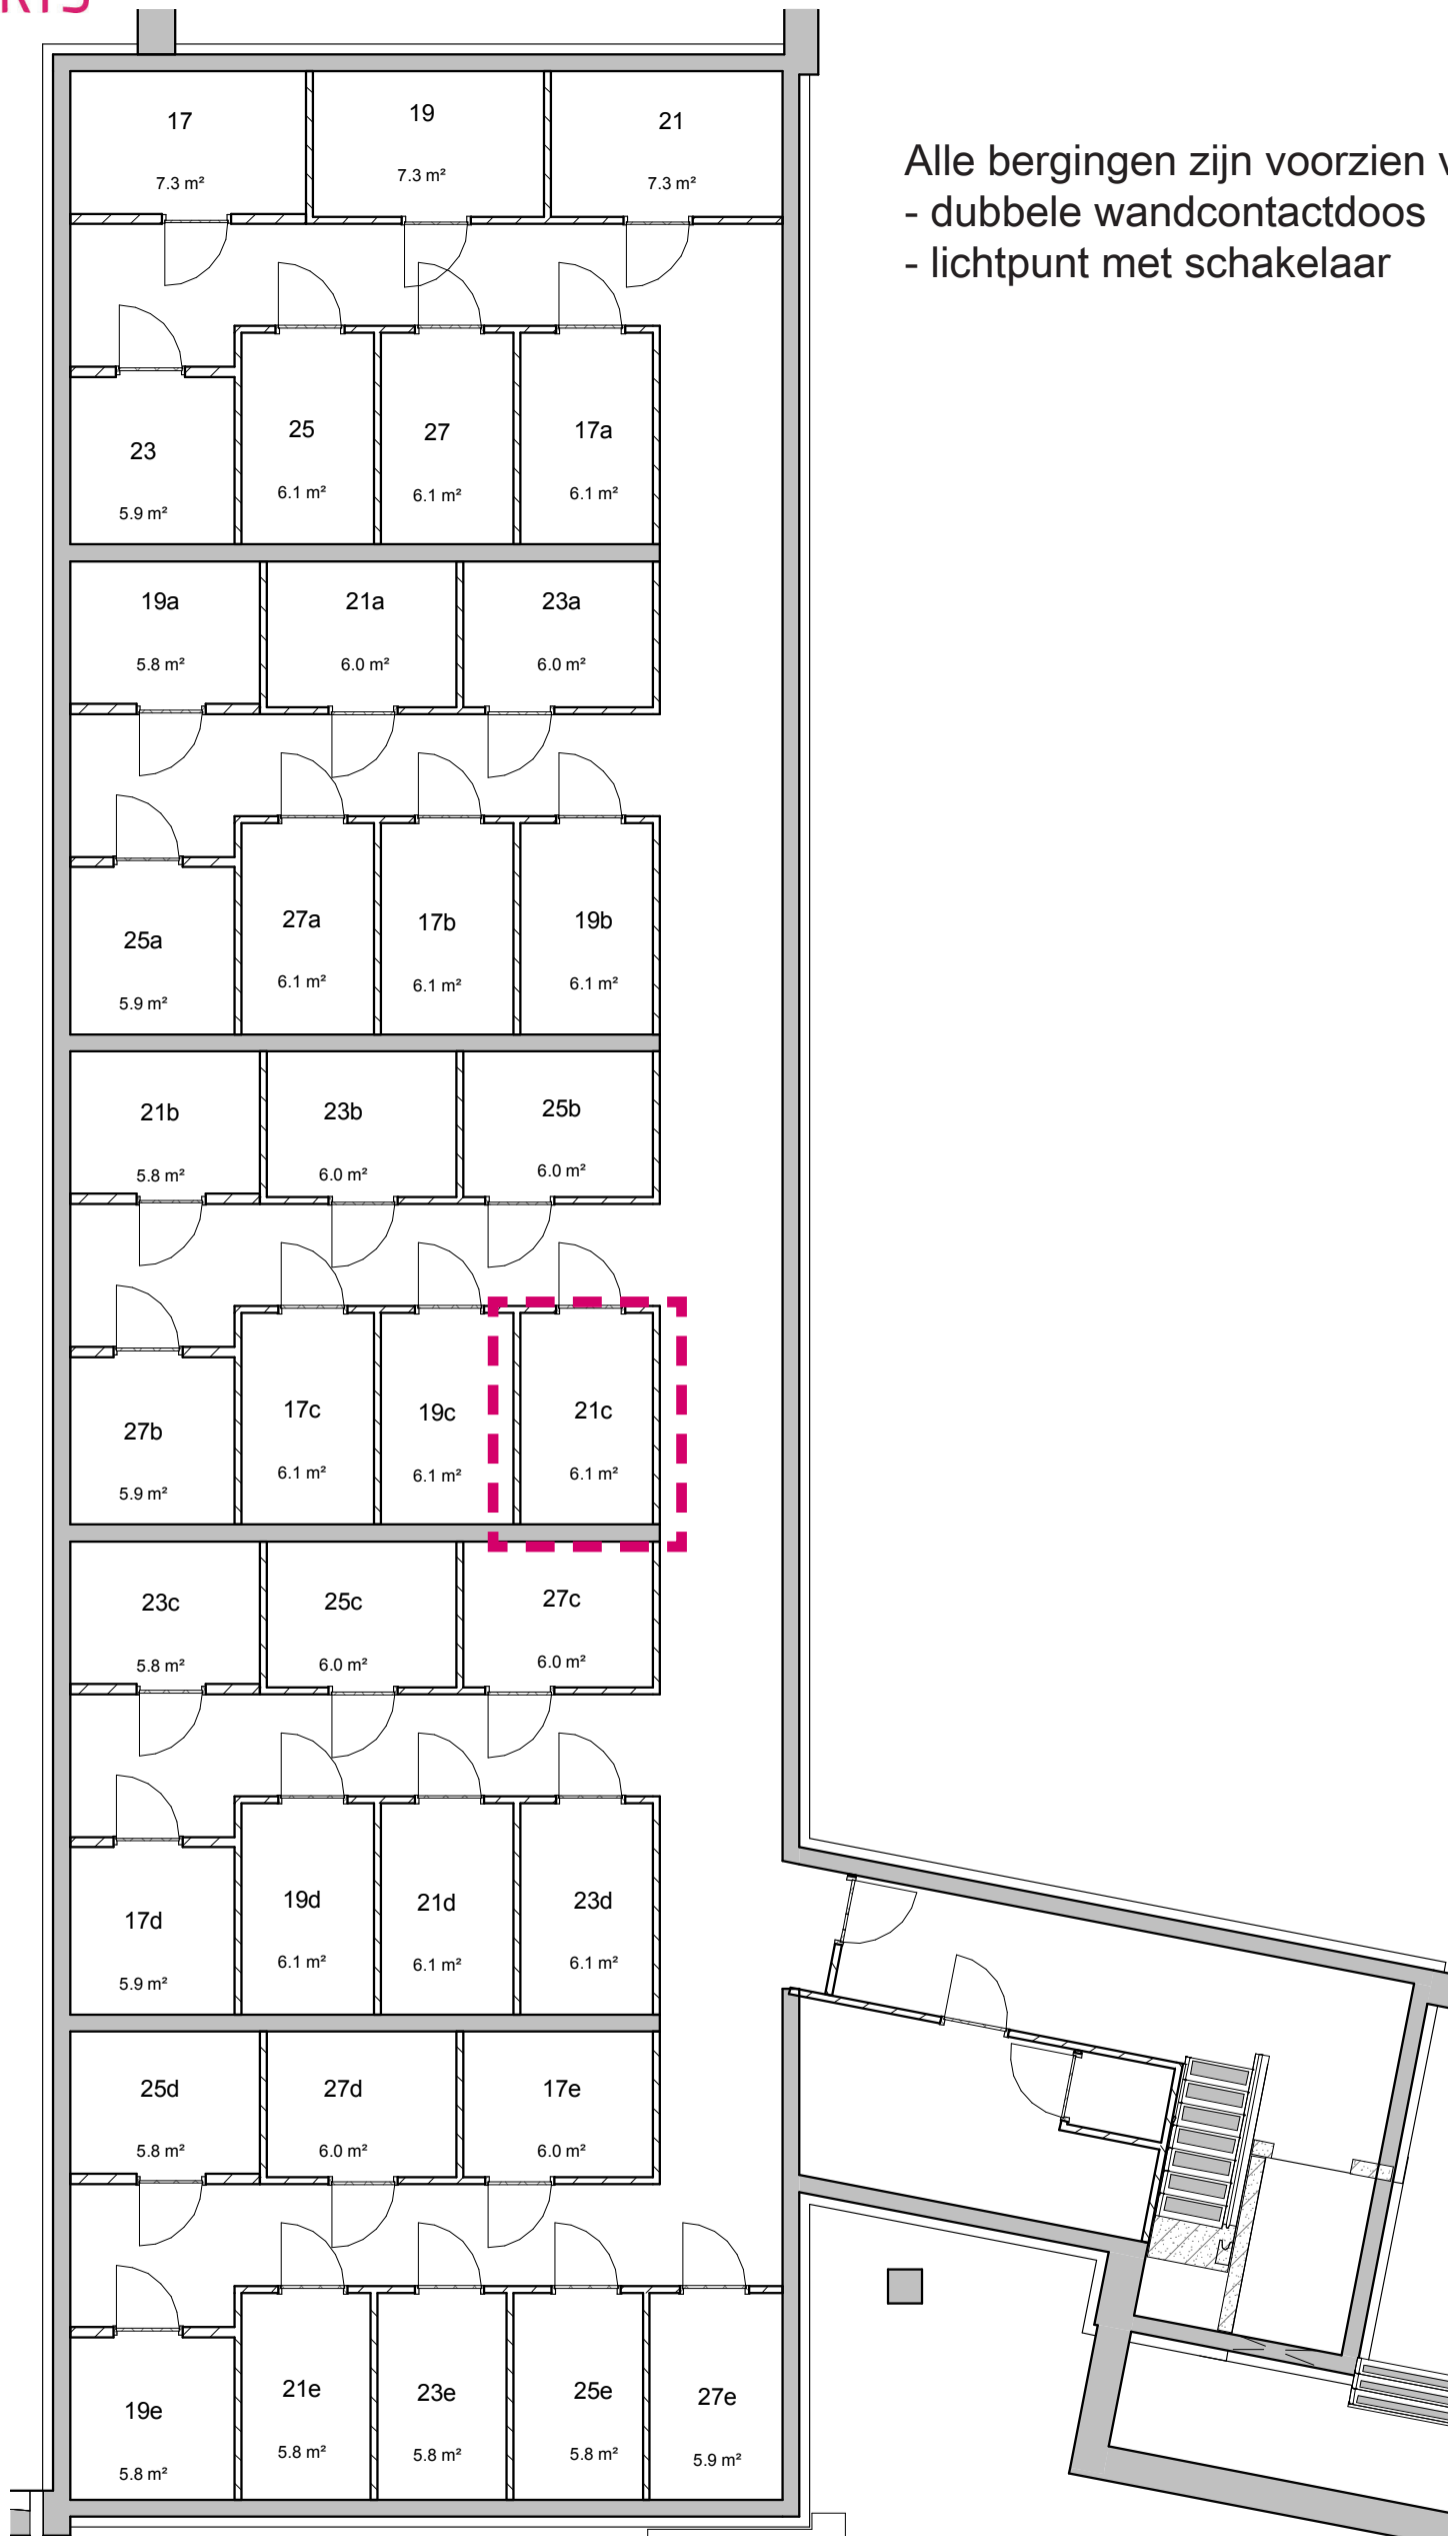 17 19 21
7.3 m² 7.3 m² 7.3 m²
Alle bergingen zijn voorzien
- dubbele wandcontactdoos
- lichtpunt met schakelaar
23 25 27 17a
5.9 m² 6.1 m² 6.1 m² 6.1 m²
19a 21a 23a
5.8 m² 6.0 m² 6.0 m²
25a 27a 17b 19b
5.9 m² 6.1 m² 6.1 m² 6.1 m²
21b 23b 25b
5.8 m² 6.0 m² 6.0 m²
27b 17c 19c 21c
5.9 m² 6.1 m² 6.1 m² 6.1 m²
23c 25c 27c
5.8 m² 6.0 m² 6.0 m²
17d 19d 21d 23d
5.9 m² 6.1 m² 6.1 m² 6.1 m²
25d 27d 17e
5.8 m² 6.0 m² 6.0 m²
19e 21e 23e 25e 27e
5.8 m² 5.8 m² 5.8 m² 5.8 m² 5.9 m²